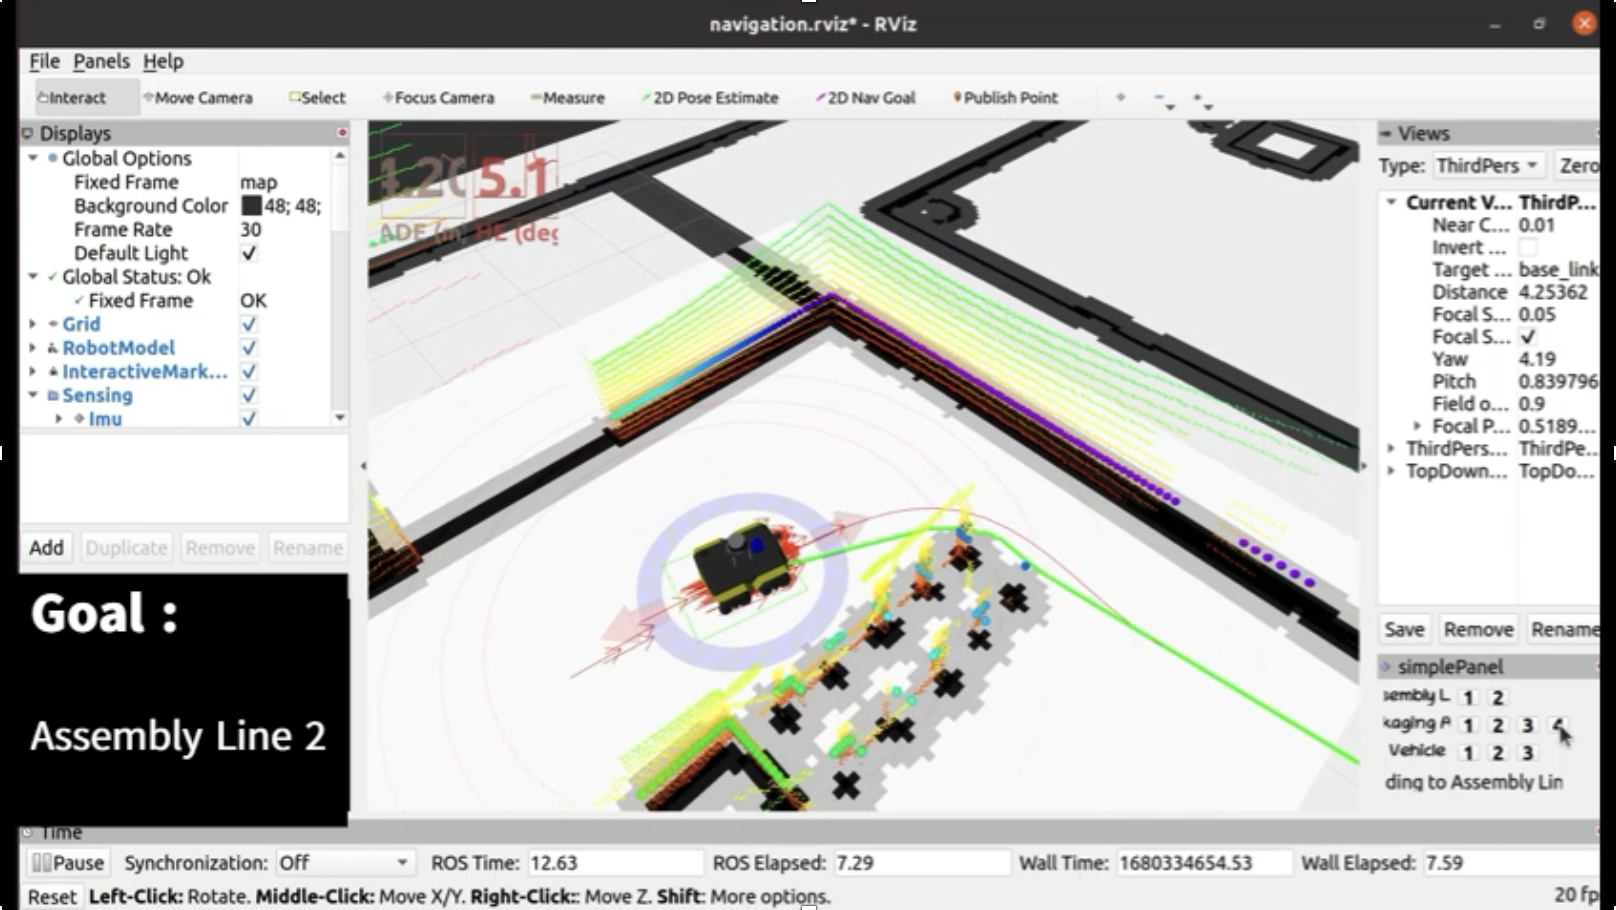 navigation.rviz* - RViz
File Panels Help
Interact Move Camera Select Focus Camera Measure 2D Pose Estimate 2D Nav Goal Publish Point
Displays
Global Options
Fixed Frame map
Background Color 48; 48;
Frame Rate 30
Default Light
Global Status: Ok
Fixed Frame OK
Grid
RobotModel
InteractiveMark...
Sensing
Imu
Add Duplicate Remove Rename
Goal :
Assembly Line 2
5.1
(deg
Views
Type: ThirdPers Zero
Current V... ThirdP...
Near C... 0.01
Invert ...
Target ... base_link
Distance 4.25362
Focal S... 0.05
Focal S...
Yaw 4.19
Pitch 0.839796
Field o... 0.9
Focal P... 0.5189...
ThirdPers... ThirdPe...
TopDown... TopDo...
Save Remove Rename
simplePanel
sembly L 1 2
kaging A 1 2 3 4
Vehicle 1 2 3
ding to Assembly Lin
Time
Pause Synchronization: Off ROS Time: 12.63 ROS Elapsed: 7.29 Wall Time: 1680334654.53 Wall Elapsed: 7.59
Reset Left-Click: Rotate. Middle-Click: Move X/Y. Right-Click:: Move Z. Shift: More options. 20 fp